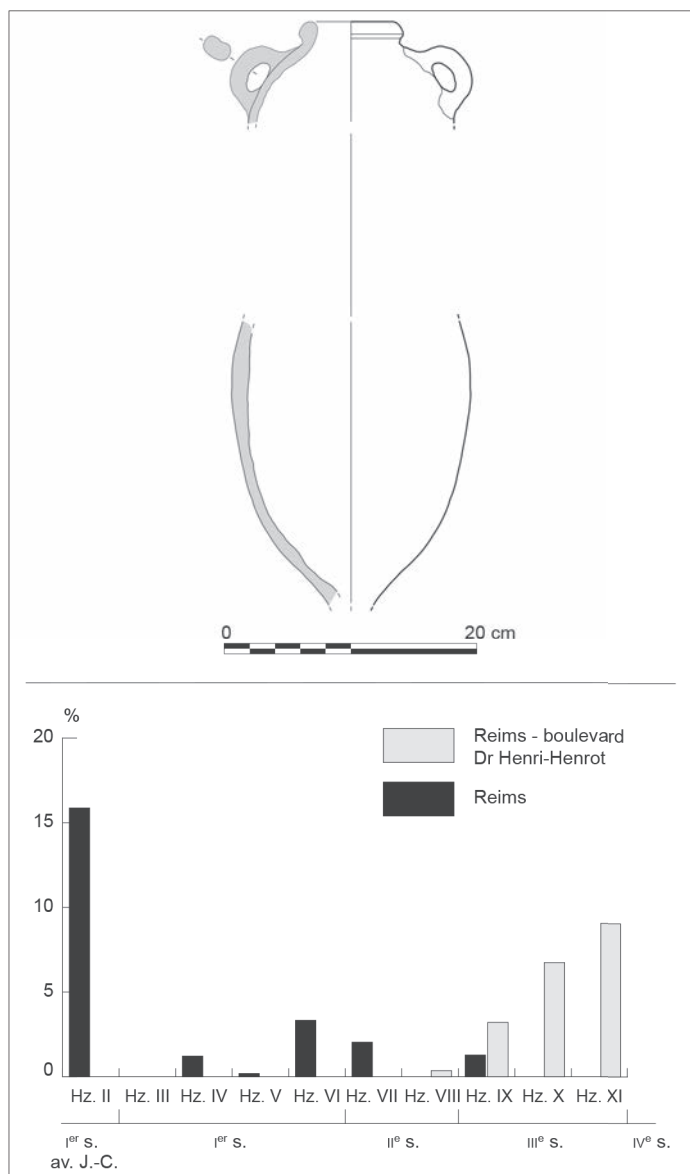 0 20 cm
%
20
15
10
5
0
Reims - boulevard
Dr Henri-Henrot
Reims
Hz. II Hz. III Hz. IV Hz. V Hz. VI Hz. VII Hz. VIII Hz. IX Hz. X Hz. XI
Ier s. Ier s. IIe s. IIIe s. IVe s.
av. J.-C.